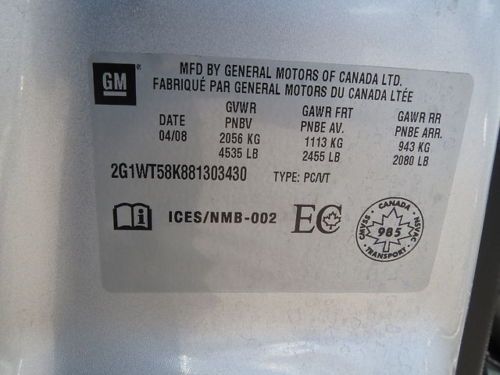 GM
MFD BY GENERAL MOTORS OF CANADA LTD.
FABRIQUÉ PAR GENERAL MOTORS DU CANADA LTÉE
GVWR GAWR FRT GAWR RR
DATE PNBV PNBE AV. PNBE ARR.
04/08 2056 KG 1113 KG 943 KG
4535 LB 2455 LB 2080 LB
2G1WT58K881303430 TYPE: PC/VT
ICES/NMB-002 EC
CANADA
CMVSS 985 NSVAC
TRANSPORT